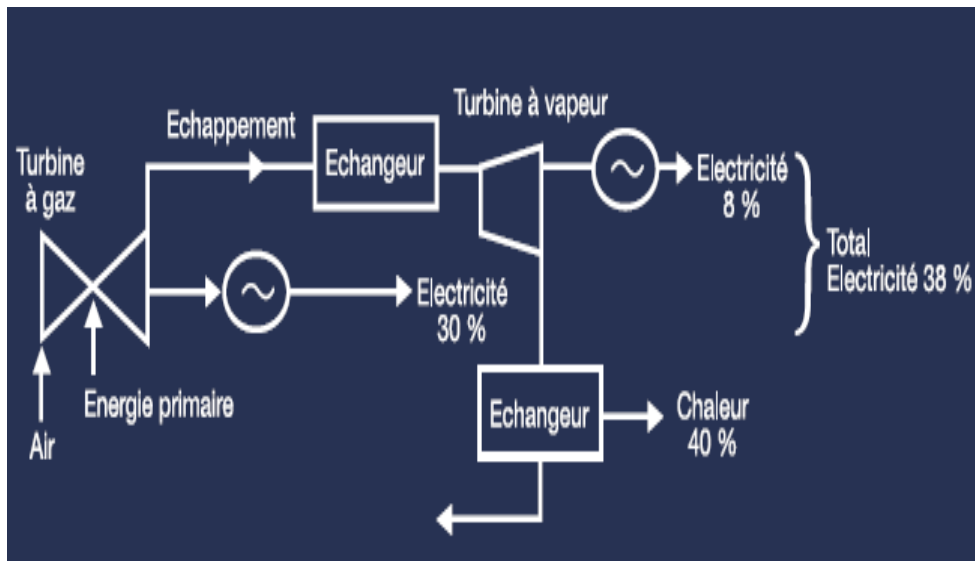 Turbine à vapeur
Echappement
Turbine
à gaz
Echangeur
Electricité
8 %
Total
Electricité 38 %
Electricité
30 %
Energie primaire
Air
Echangeur
Chaleur
40 %